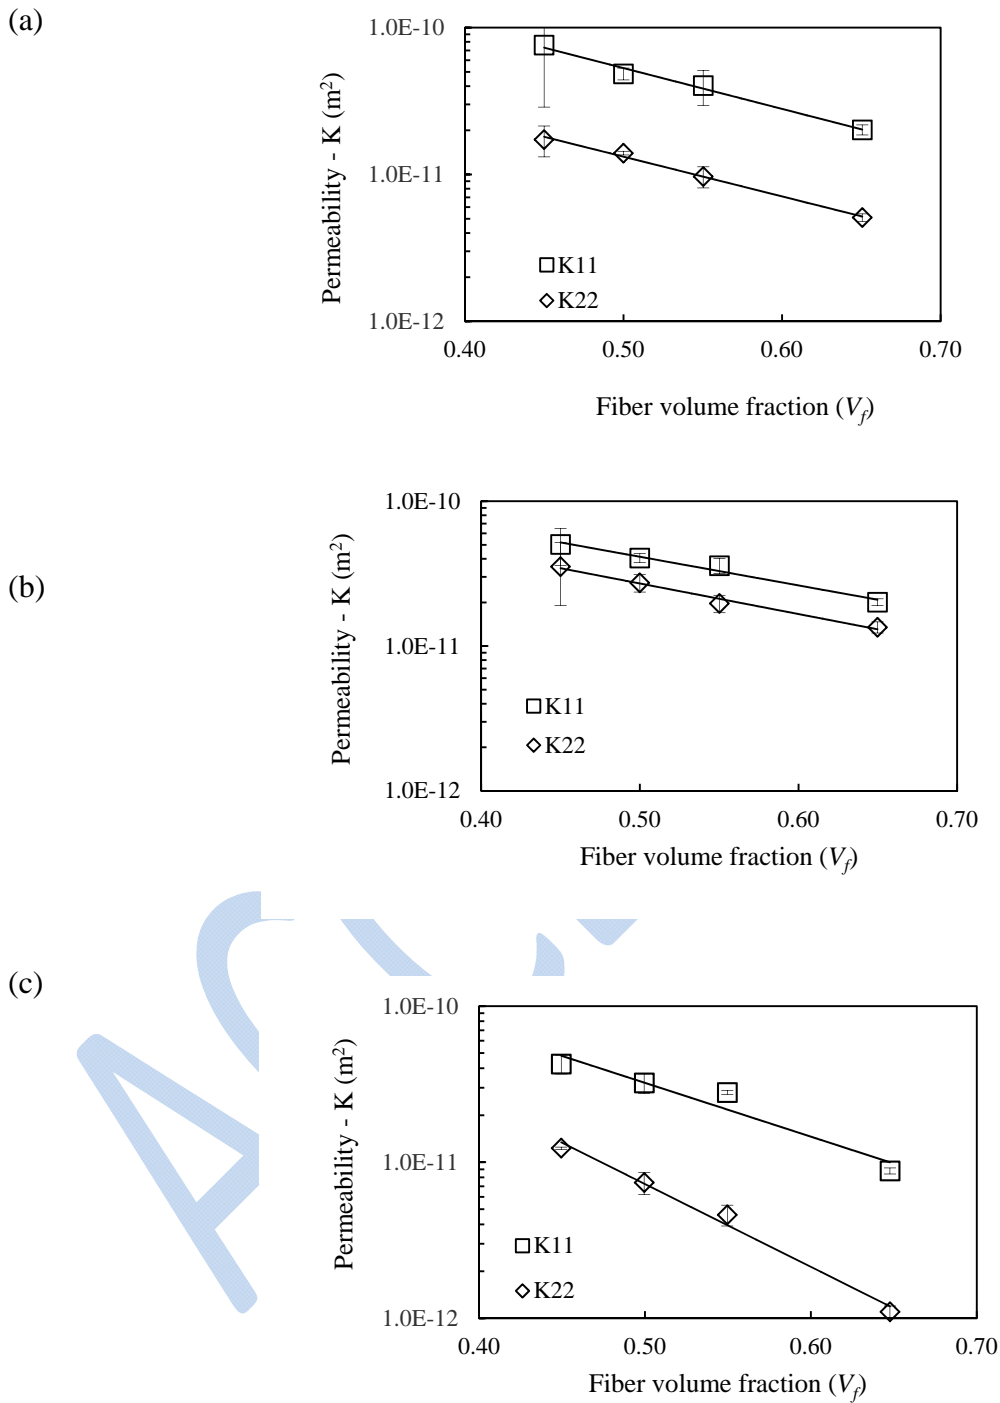 (a)
1.0E-10
1.0E-11
1.0E-12
Permeability - K (m²)
K11
K22
0.40 0.50 0.60 0.70
Fiber volume fraction (Vf)
(b)
1.0E-10
1.0E-11
1.0E-12
Permeability - K (m²)
K11
K22
0.40 0.50 0.60 0.70
Fiber volume fraction (Vf)
(c)
1.0E-10
1.0E-11
1.0E-12
Permeability - K (m²)
K11
K22
0.40 0.50 0.60 0.70
Fiber volume fraction (Vf)